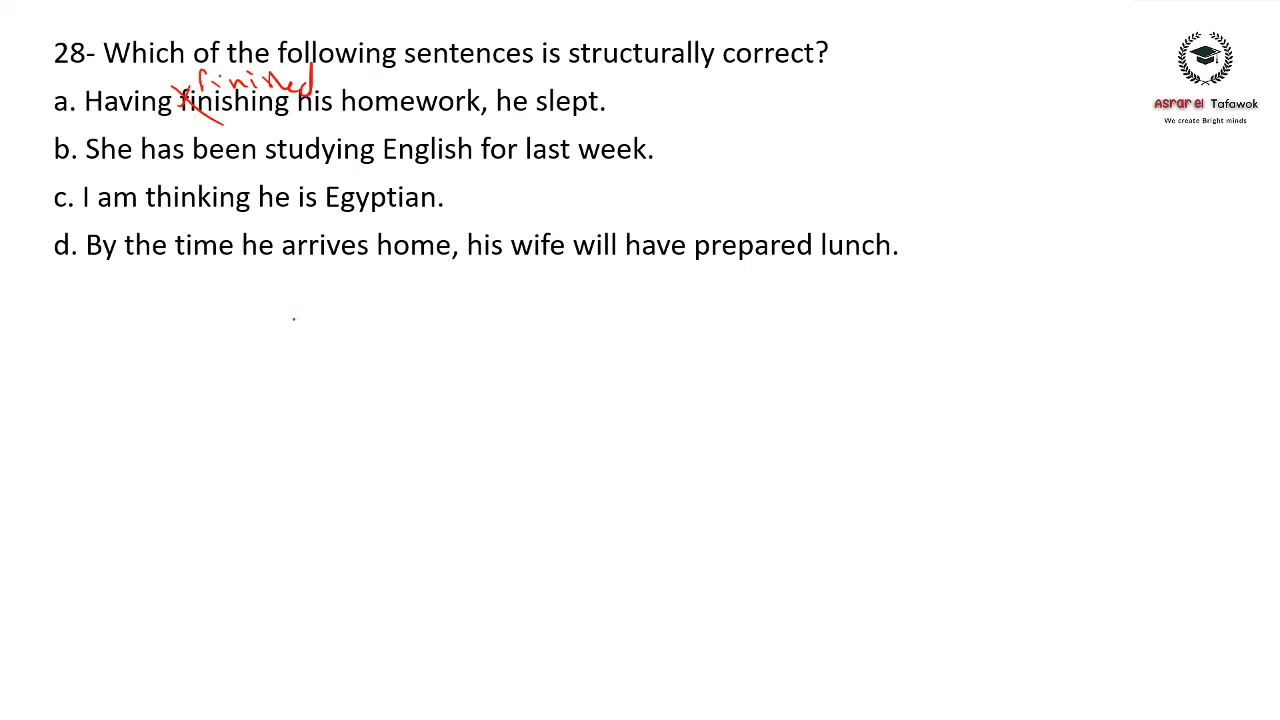 28- Which of the following sentences is structurally correct?
finished
a. Having finishing his homework, he slept.
b. She has been studying English for last week.
c. I am thinking he is Egyptian.
d. By the time he arrives home, his wife will have prepared lunch.
Asrar el Tafawok
We create Bright minds